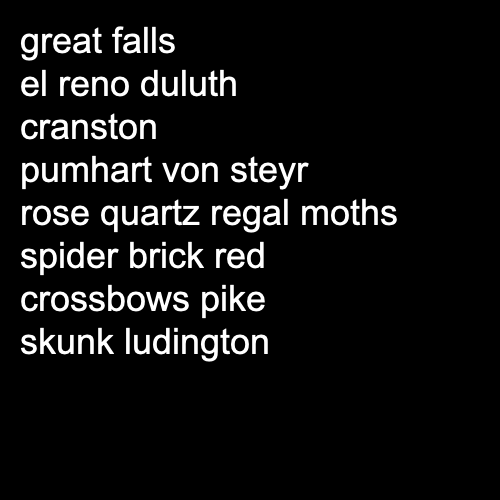 great falls
el reno duluth
cranston
pumhart von steyr
rose quartz regal moths
spider brick red
crossbows pike
skunk ludington